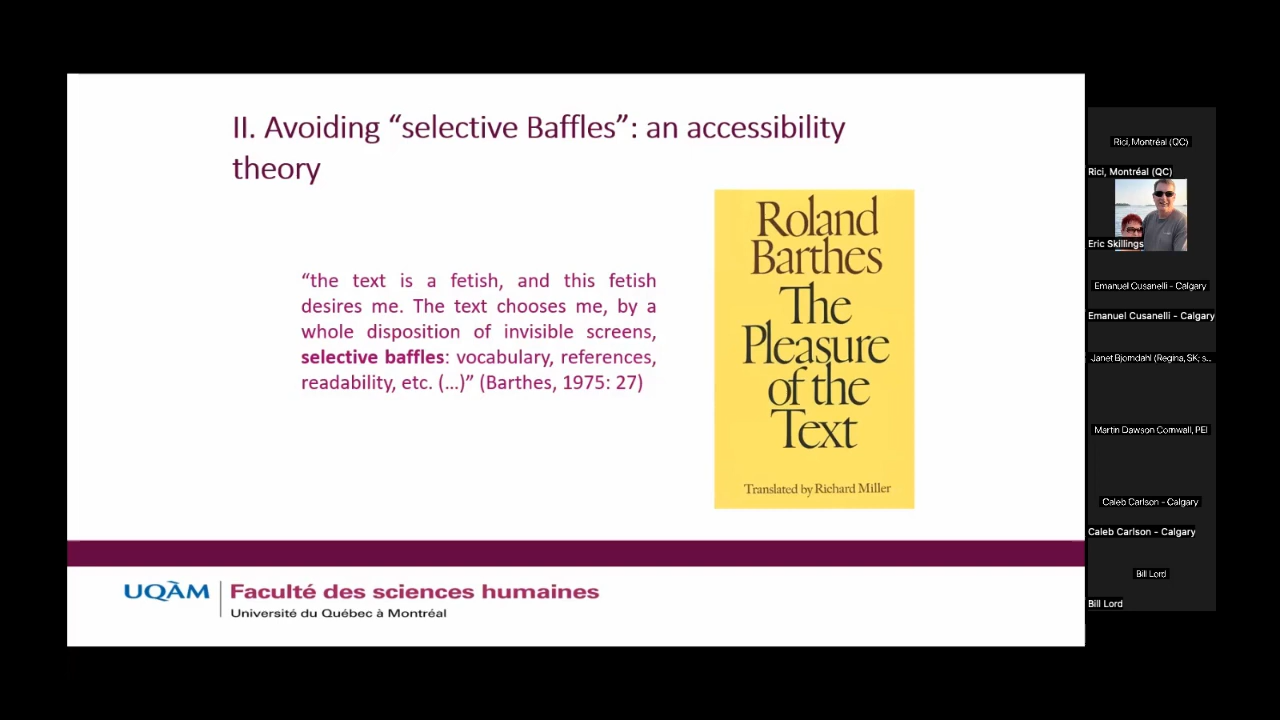 II. Avoiding “selective Baffles”: an accessibility
theory
“the text is a fetish, and this fetish
desires me. The text chooses me, by a
whole disposition of invisible screens,
selective baffles: vocabulary, references,
readability, etc. (…)” (Barthes, 1975: 27)
Roland
Barthes
The
Pleasure
of the
Text
Translated by Richard Miller
UQÀM
Faculté des sciences humaines
Université du Québec à Montréal
Rici, Montréal (QC)
Rici, Montréal (QC)
Eric Skillings
Emanuel Cusanelli - Calgary
Emanuel Cusanelli - Calgary
Janet Bjorndahl (Regina, SK; s...
Martin Dawson Cornwall, PEI
Caleb Carlson - Calgary
Caleb Carlson - Calgary
Bill Lord
Bill Lord